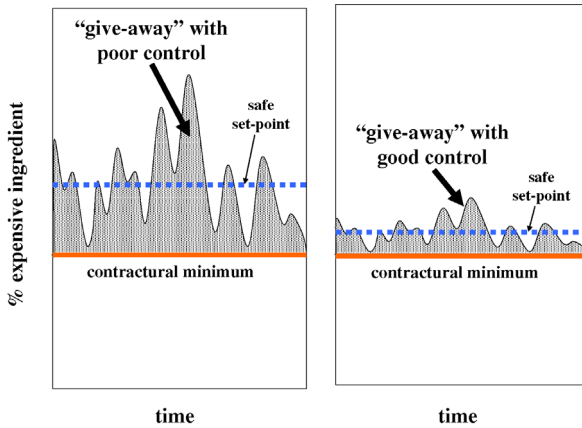 “give-away” with
poor control
safe
set-point
contractural minimum
% expensive ingredient
time
“give-away” with
good control
safe
set-point
contractural minimum
time